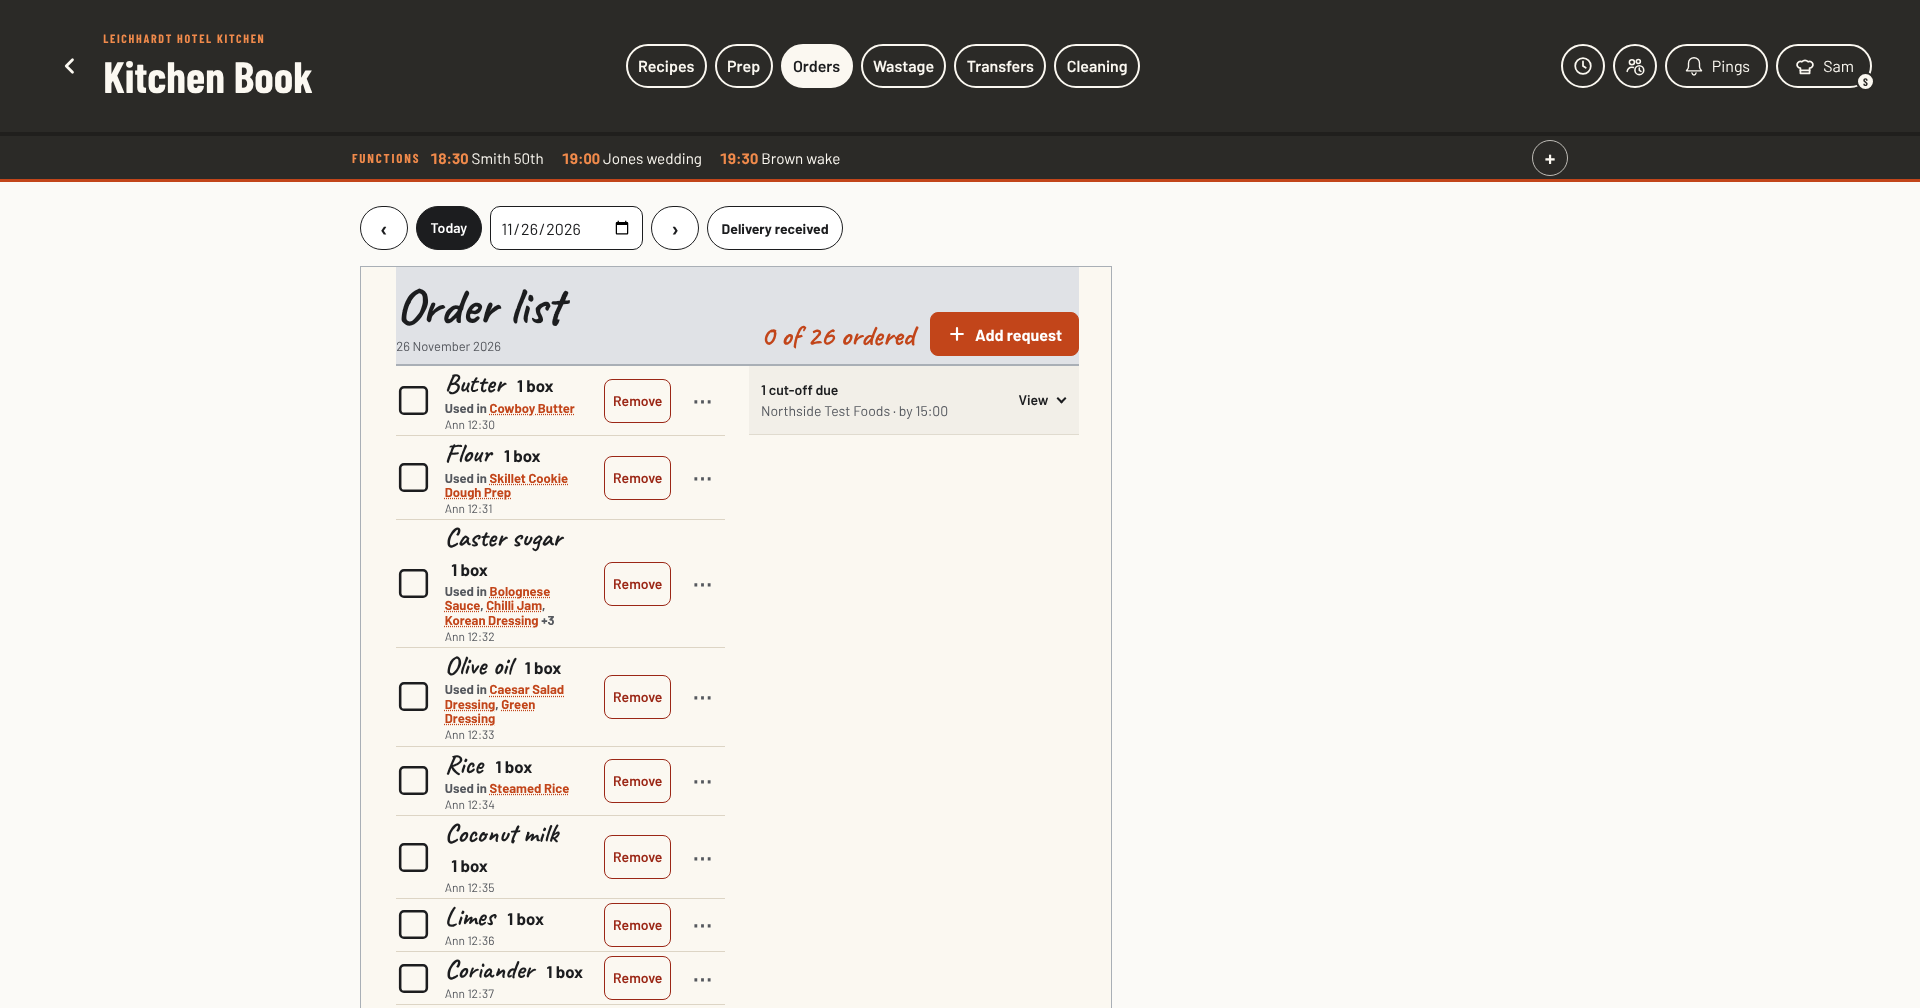 LEICHHARDT HOTEL KITCHEN
Kitchen Book
Recipes
Prep
Orders
Wastage
Transfers
Cleaning
Pings
Sam
$
FUNCTIONS 18:30 Smith 50th 19:00 Jones wedding 19:30 Brown wake
+
‹
Today
11/26/2026
›
Delivery received
Order list
26 November 2026
0 of 26 ordered
+ Add request
Butter 1 box
Used in Cowboy Butter
Ann 12:30
Remove
...
1 cut-off due
Northside Test Foods · by 15:00
View
Flour 1 box
Used in Skillet Cookie
Dough Prep
Ann 12:31
Remove
...
Caster sugar
1 box
Used in Bolognese
Sauce, Chilli Jam,
Korean Dressing +3
Ann 12:32
Remove
...
Olive oil 1 box
Used in Caesar Salad
Dressing, Green
Dressing
Ann 12:33
Remove
...
Rice 1 box
Used in Steamed Rice
Ann 12:34
Remove
...
Coconut milk
1 box
Ann 12:35
Remove
...
Limes 1 box
Ann 12:36
Remove
...
Coriander 1 box
Ann 12:37
Remove
...